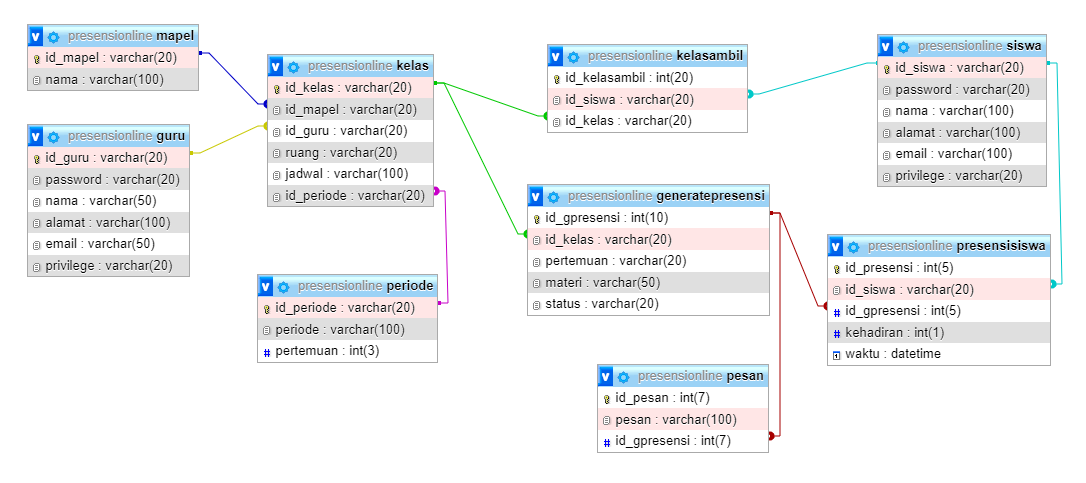 presensionline mapel
id_mapel : varchar(20)
nama : varchar(100)
presensionline guru
id_guru : varchar(20)
password : varchar(20)
nama : varchar(50)
alamat : varchar(100)
email : varchar(50)
privilege : varchar(20)
presensionline kelas
id_kelas : varchar(20)
id_mapel : varchar(20)
id_guru : varchar(20)
ruang : varchar(20)
jadwal : varchar(100)
id_periode : varchar(20)
presensionline periode
id_periode : varchar(20)
periode : varchar(100)
# pertemuan : int(3)
presensionline kelasambil
id_kelasambil : int(20)
id_siswa : varchar(20)
id_kelas : varchar(20)
presensionline generatepresensi
id_gpresensi : int(10)
id_kelas : varchar(20)
pertemuan : varchar(20)
materi : varchar(50)
status : varchar(20)
presensionline pesan
id_pesan : int(7)
pesan : varchar(100)
# id_gpresensi : int(7)
presensionline siswa
id_siswa : varchar(20)
password : varchar(20)
nama : varchar(100)
alamat : varchar(100)
email : varchar(100)
privilege : varchar(20)
presensionline presensisiswa
id_presensi : int(5)
id_siswa : varchar(20)
# id_gpresensi : int(5)
# kehadiran : int(1)
waktu : datetime